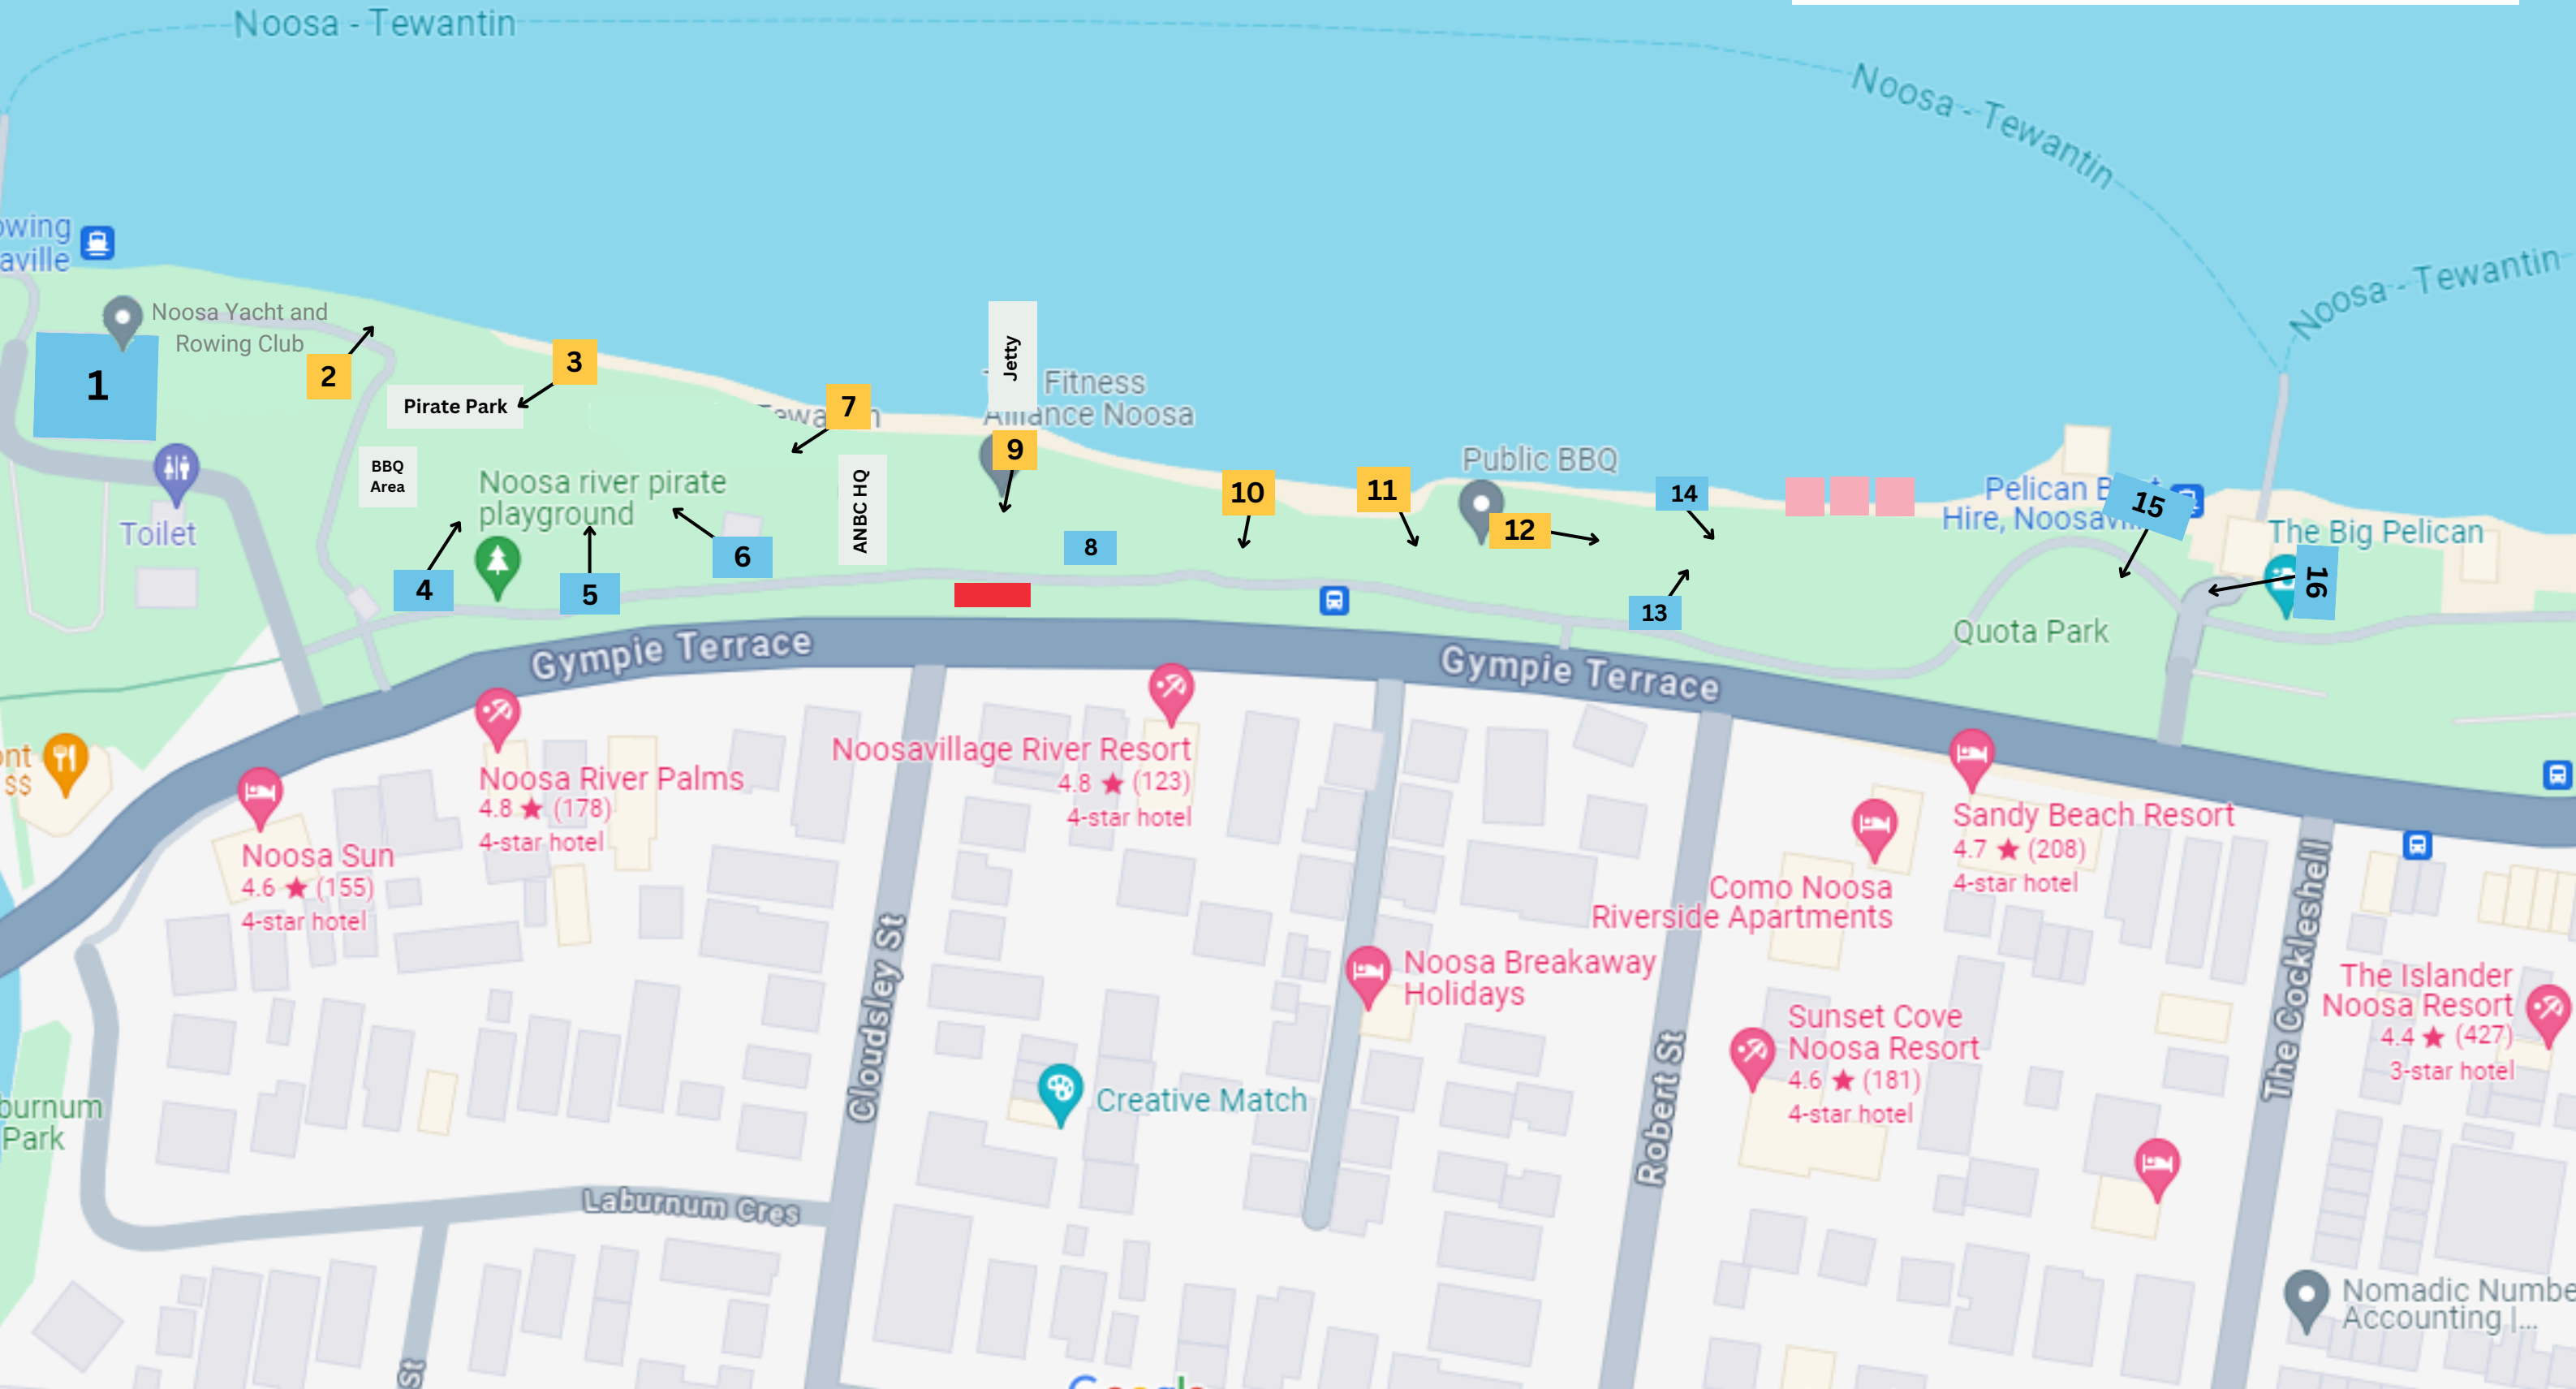 Noosa - Tewantin
Noosa - Tewantin
Noosa - Tewantin
owing
aville
Noosa Yacht and
Rowing Club
1
2
3
Pirate Park
7
Jetty
Fitness
Alliance Noosa
9
BBQ
Area
Toilet
Noosa river pirate
playground
4
5
6
ANBC HQ
8
10
11
Public BBQ
12
14
13
15
Hire,
The Big Pelican
16
Quota Park
Gympie Terrace
Gympie Terrace
ont
$$
Noosa Sun
4.6 ★ (155)
4-star hotel
Noosa River Palms
4.8 ★ (178)
4-star hotel
Noosavillage River Resort
4.8 ★ (123)
4-star hotel
Sandy Beach Resort
4.7 ★ (208)
4-star hotel
Como Noosa
Riverside Apartments
Noosa Breakaway
Holidays
Sunset Cove
Noosa Resort
4.6 ★ (181)
4-star hotel
The Islander
Noosa Resort
4.4 ★ (427)
3-star hotel
Creative Match
Cloudsley St
Robert St
The Cockleshell
burnum
Park
Laburnum Cres
st
Nomadic Numbe
Accounting |...
Google